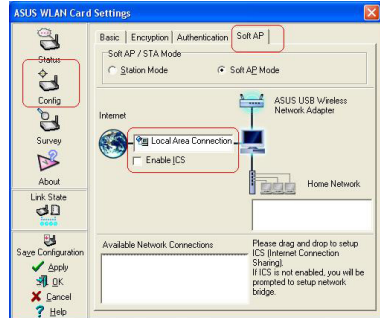 ASUS WLAN Card Settings
Status
Config
Survey
About
Link State
Save Configuration
Apply
OK
Cancel
Help
Basic
Encryption
Authentication
Soft AP
Soft AP / STA Mode
Station Mode
Soft AP Mode
Internet
Local Area Connection
Enable ICS
ASUS USB Wireless
Network Adapter
Home Network
Available Network Connections
Please drag and drop to setup
ICS (Internet Connection
Sharing).
If ICS is not enabled, you will be
prompted to setup network
bridge.